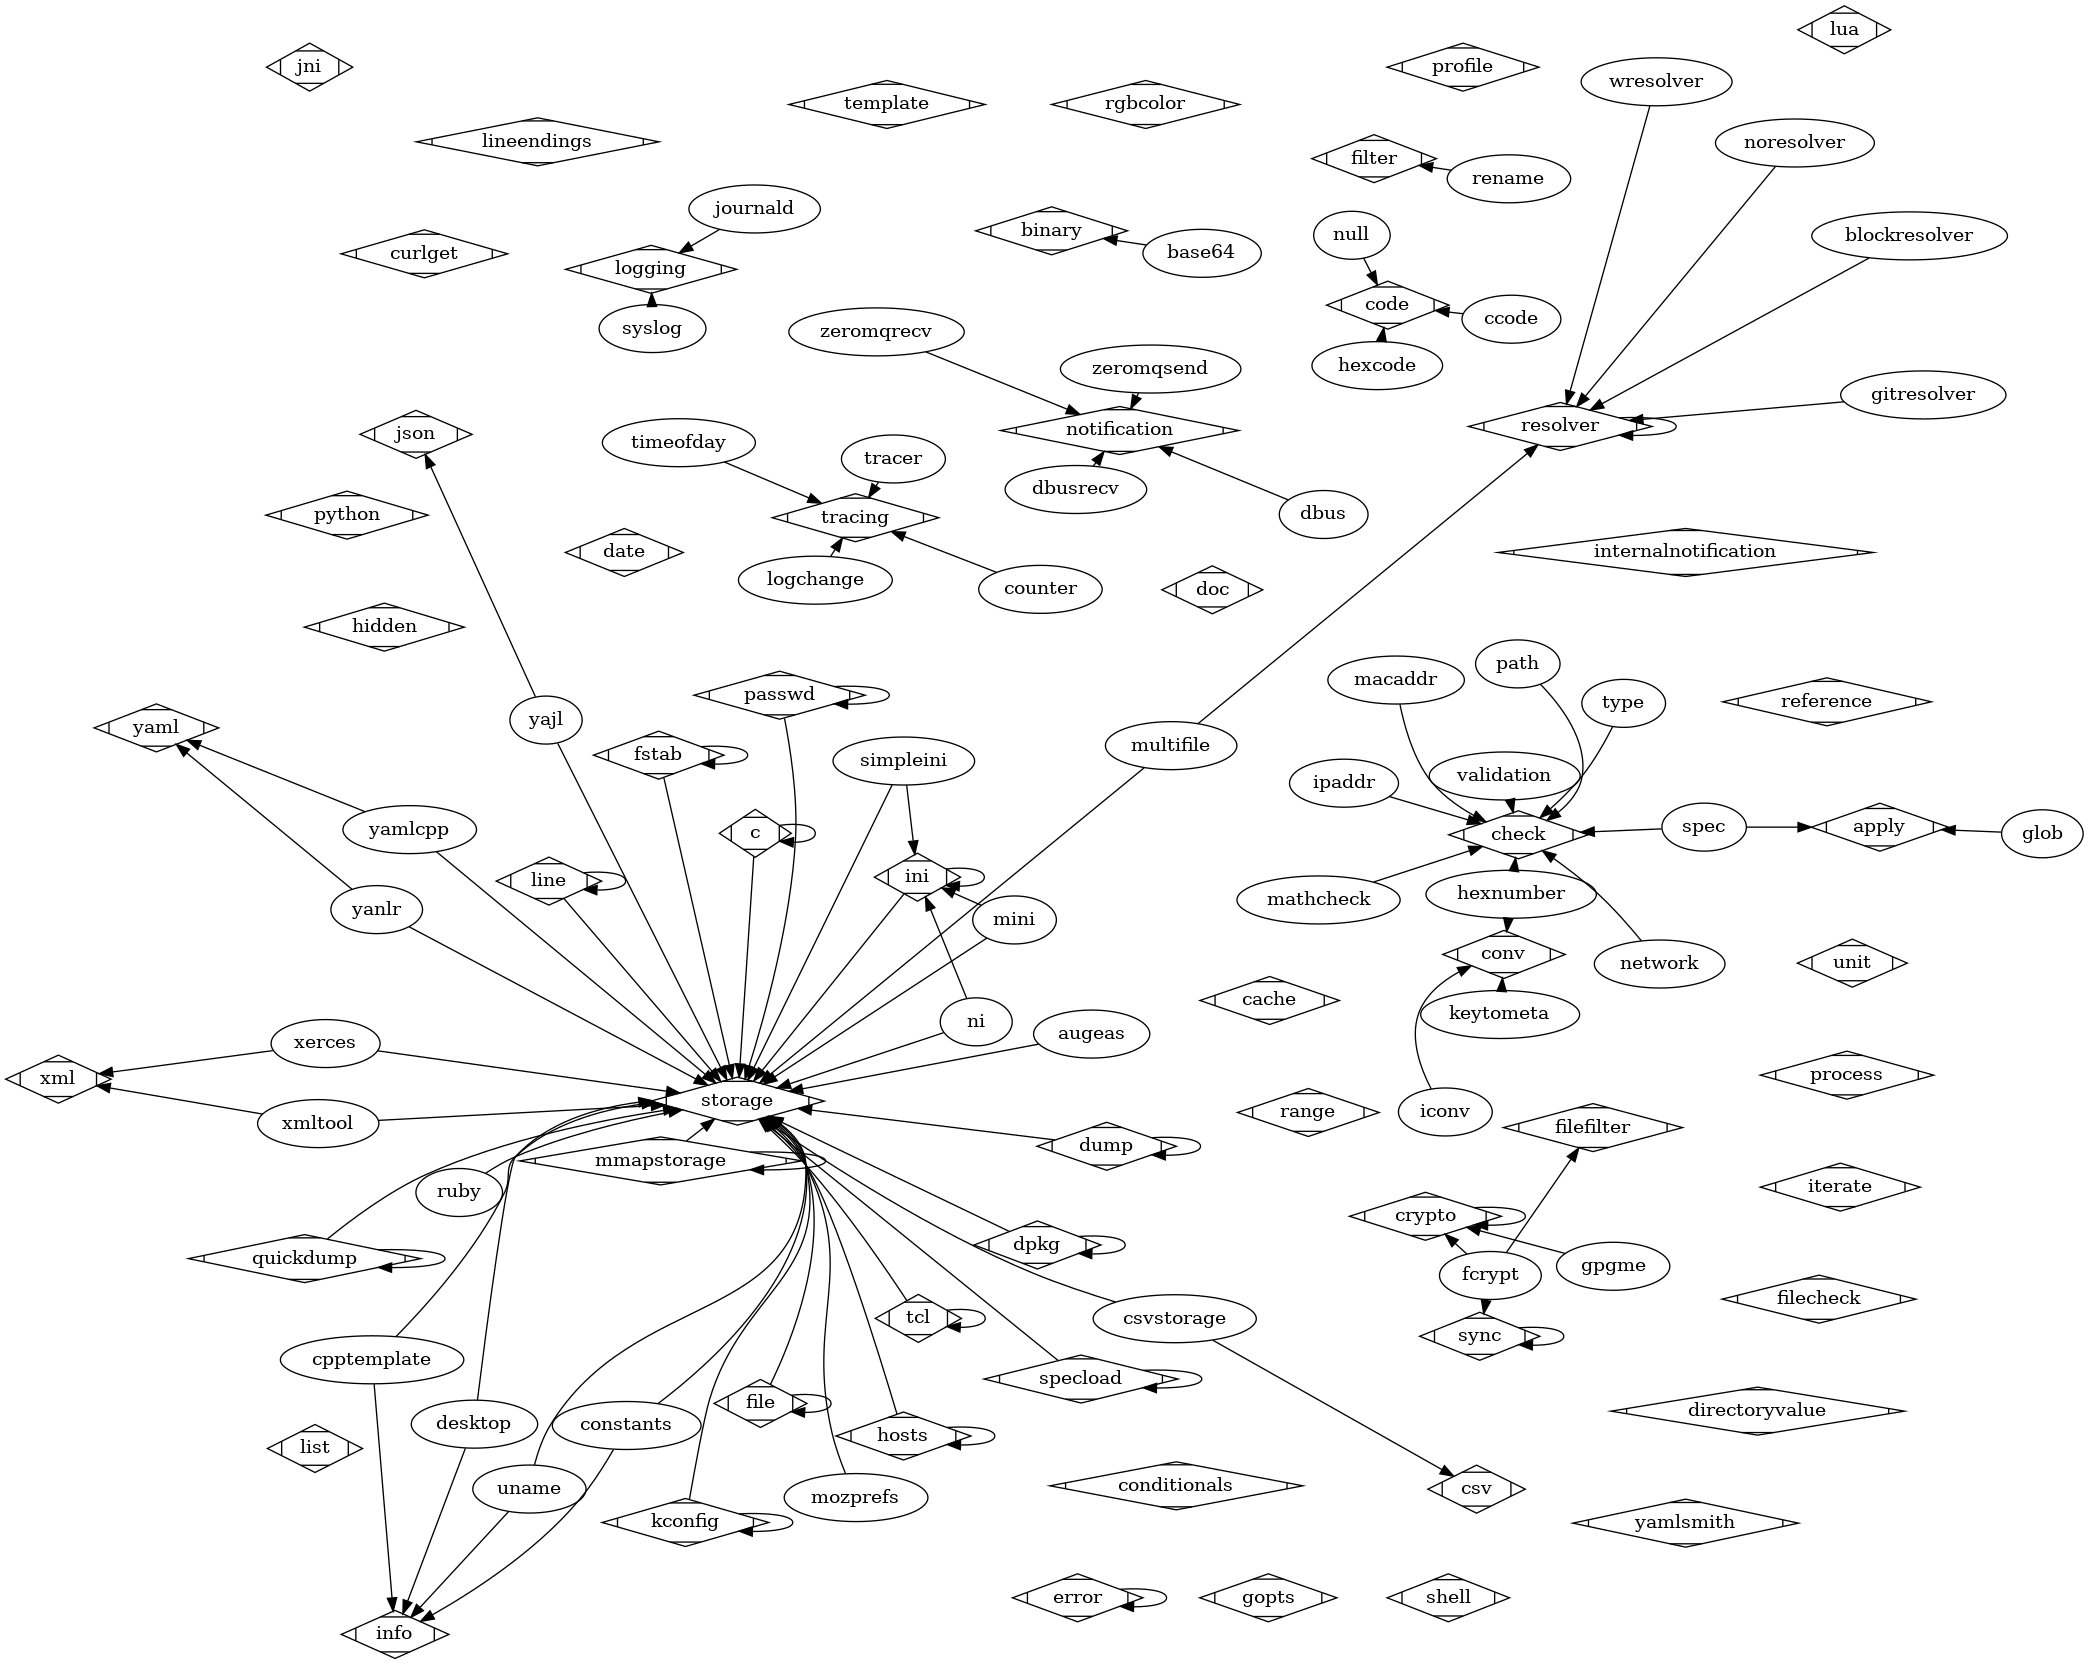 lua
jni
profile
wresolver
template
rgbcolor
lineendings
noresolver
filter
rename
journald
binary
null
blockresolver
curlget
base64
logging
code
ccode
syslog
zeromqrecv
zeromqsend
hexcode
gitresolver
resolver
json
timeofday
notification
tracer
dbusrecv
python
tracing
dbus
date
internalnotification
logchange
counter
doc
hidden
path
macaddr
passwd
type
reference
yajl
yaml
fstab
simpleini
multifile
validation
ipaddr
yamlcpp
c
check
spec
apply
glob
line
ini
yanlr
mini
mathcheck
hexnumber
conv
network
unit
cache
keytometa
ni
xerces
augeas
xml
process
storage
range
iconv
xmltool
filefilter
dump
mmapstorage
ruby
iterate
crypto
quickdump
dpkg
fcrypt
gpgme
filecheck
tcl
csvstorage
sync
cpptemplate
specload
file
directoryvalue
desktop
constants
hosts
list
uname
mozprefs
conditionals
csv
kconfig
yamlsmith
error
gopts
shell
info